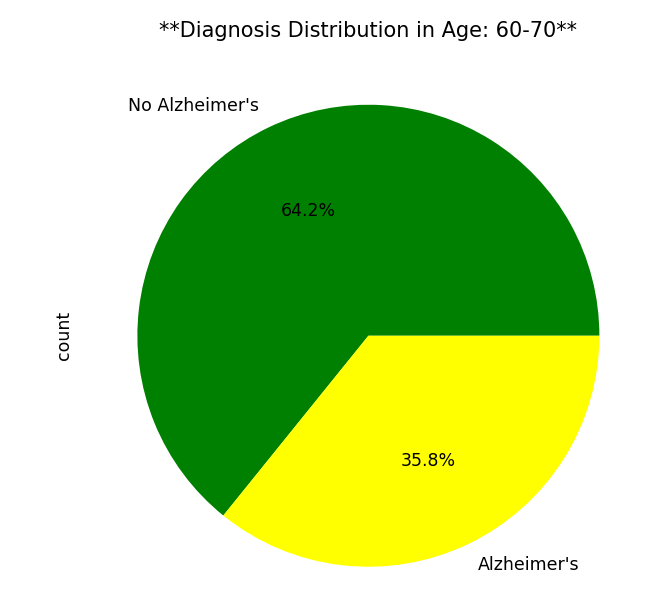 **Diagnosis Distribution in Age: 60-70**
No Alzheimer's
64.2%
count
35.8%
Alzheimer's